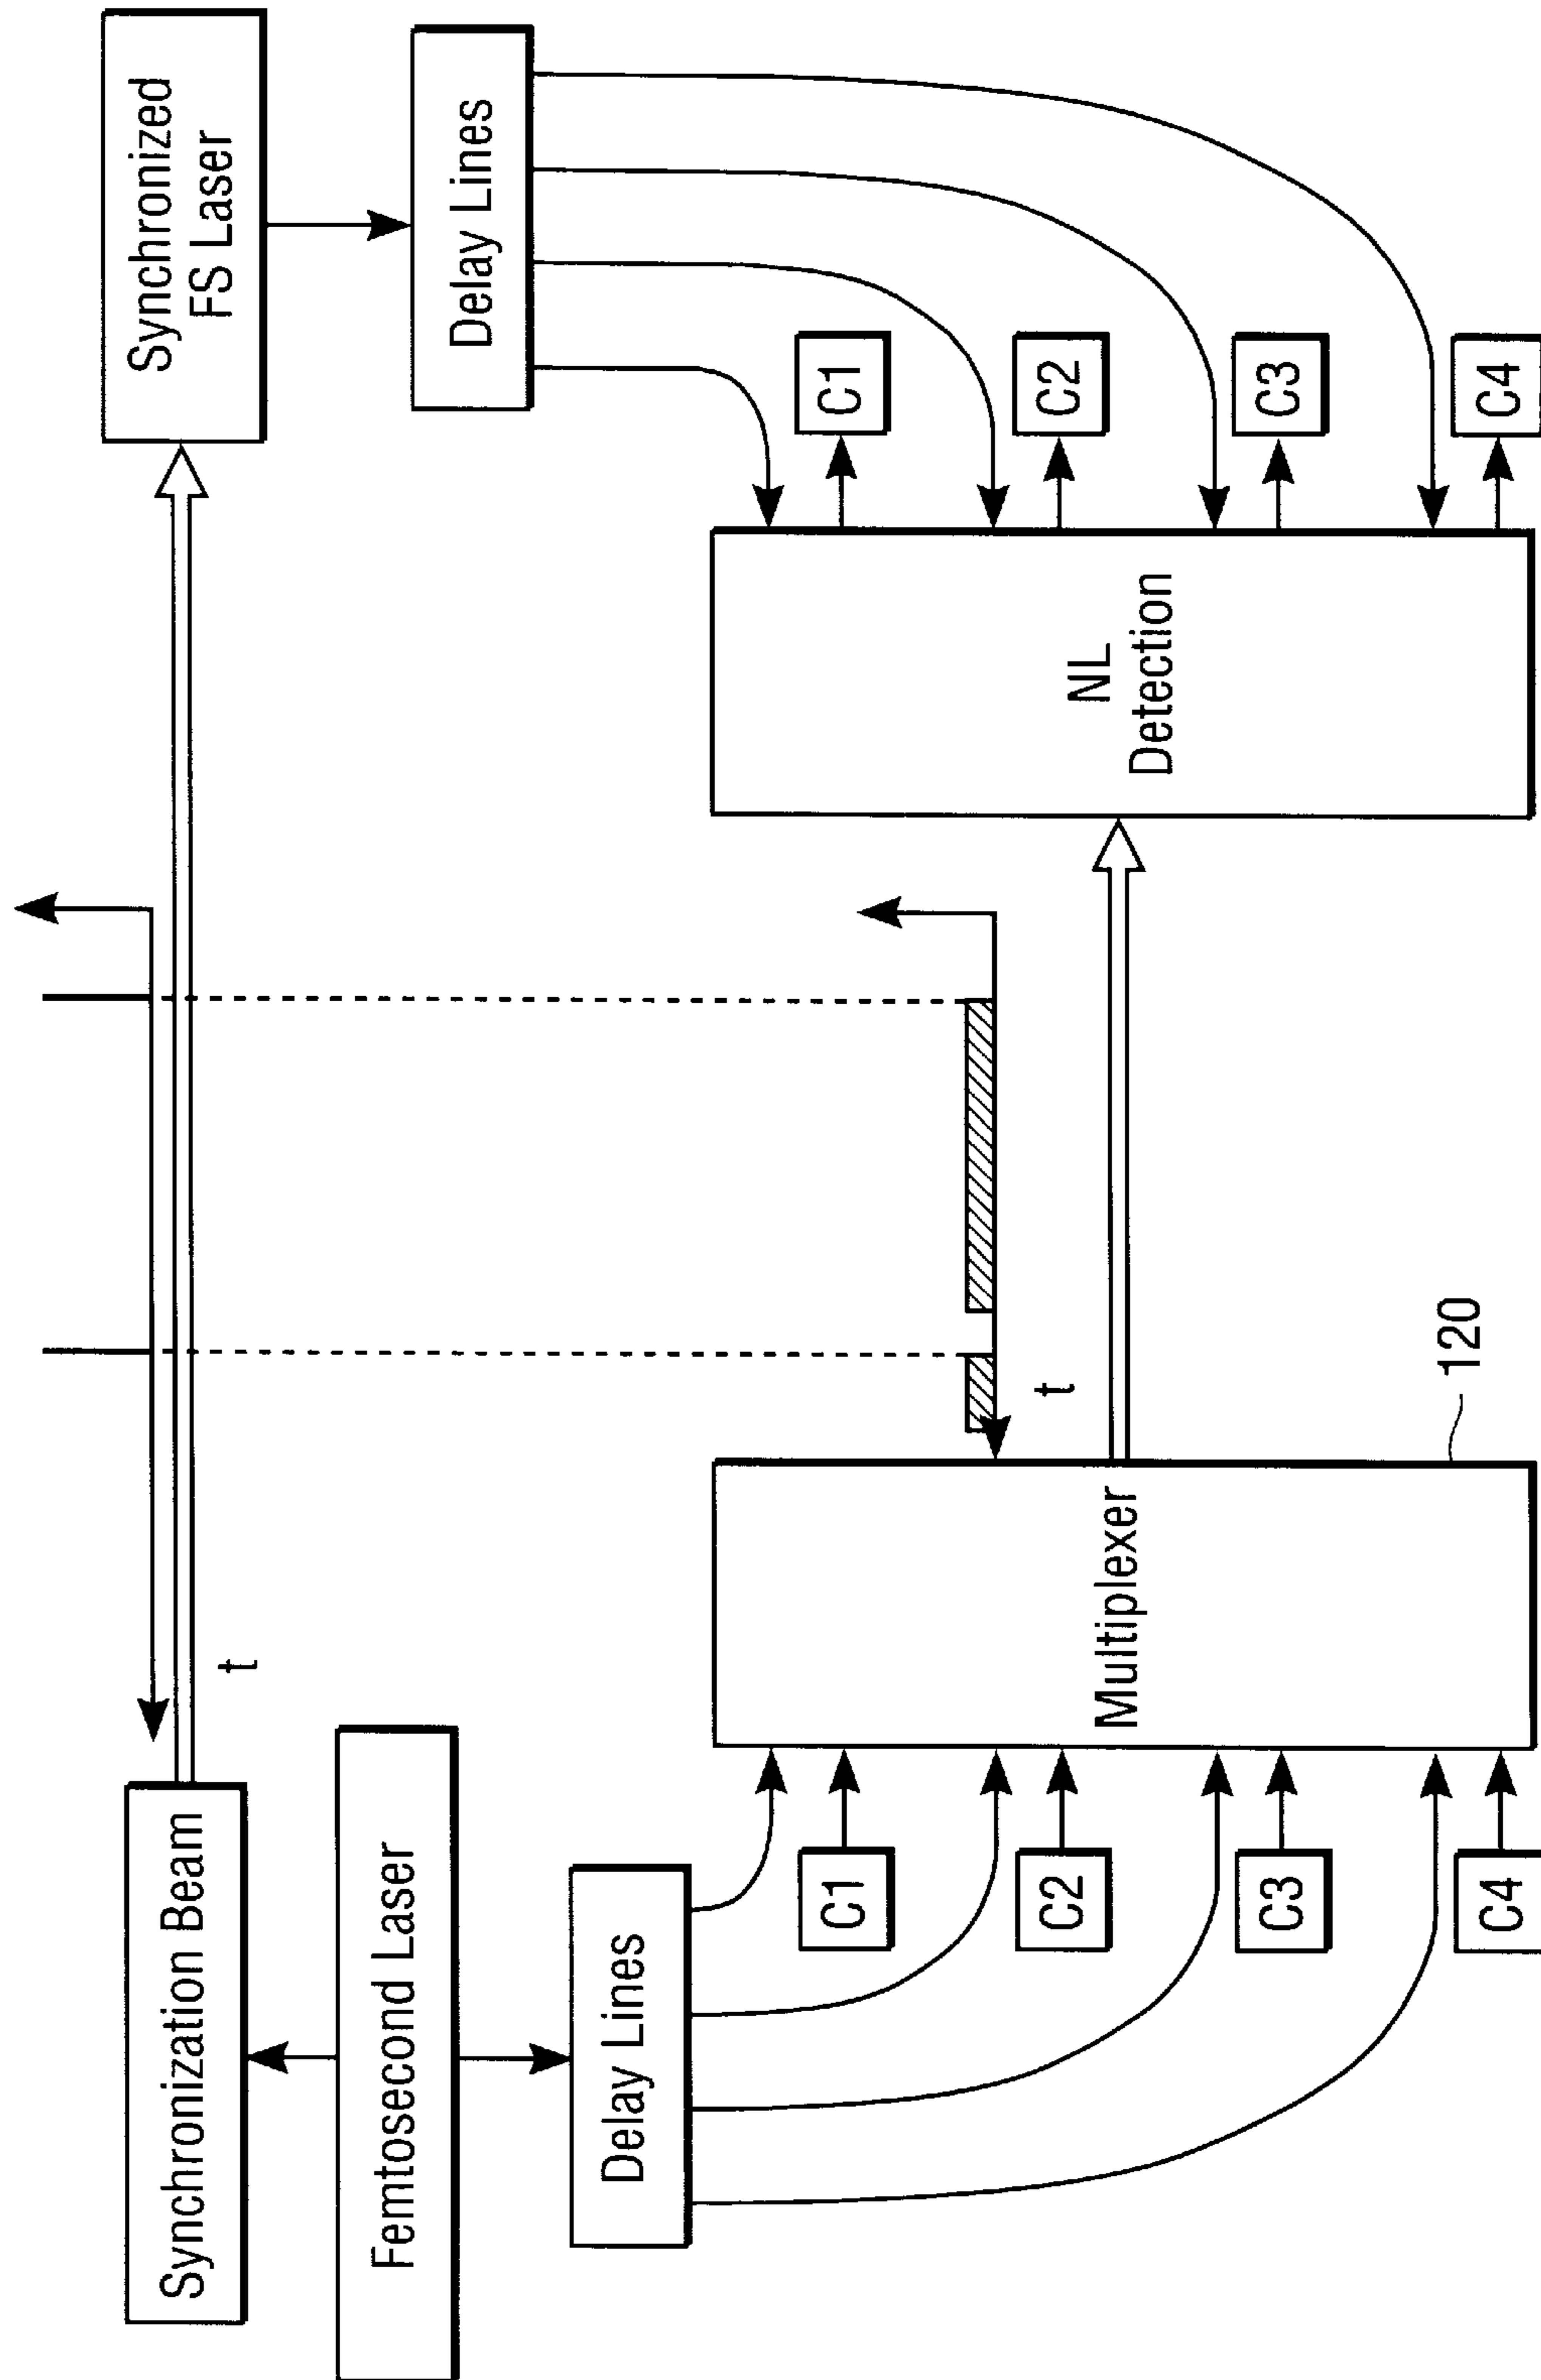 Synchronization Beam
t
Synchronized
FS Laser
Femtosecond Laser
Delay Lines
Delay Lines
C1
C2
C3
C4
Multiplexer
120
t
NL
Detection
C1
C2
C3
C4